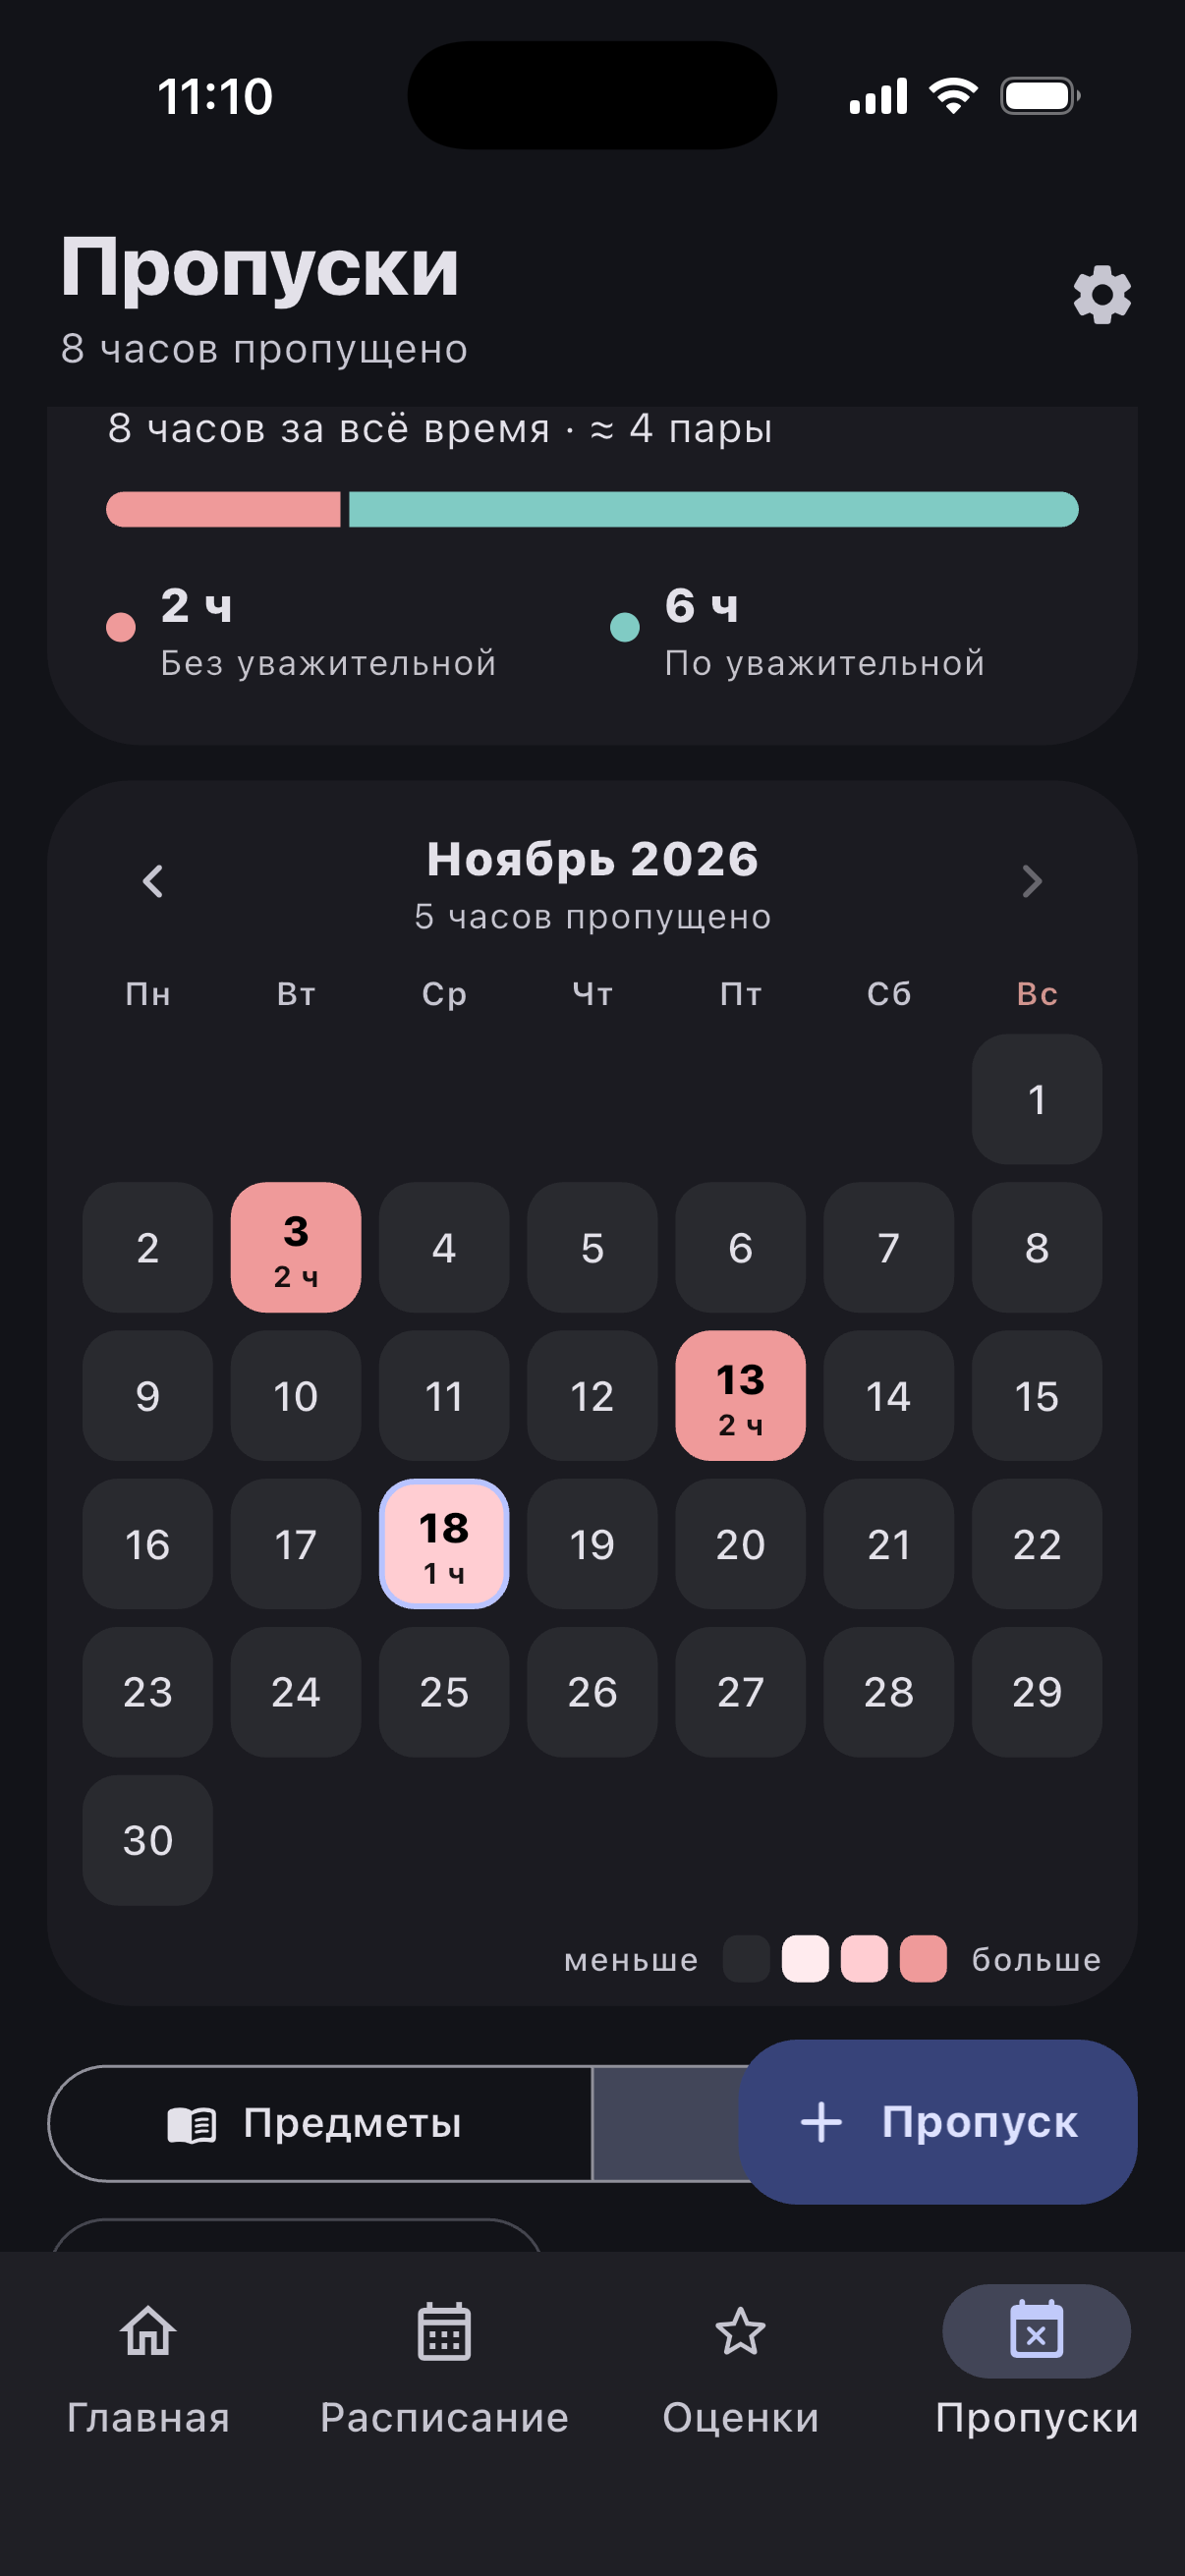 11:10
Пропуски
8 часов пропущено
8 часов за всё время · ≈ 4 пары
2 ч
Без уважительной
6 ч
По уважительной
Ноябрь 2026
5 часов пропущено
Пн Вт Ср Чт Пт Сб Вс
1
2 3 4 5 6 7 8
2 ч
9 10 11 12 13 14 15
2 ч
16 17 18 19 20 21 22
1 ч
23 24 25 26 27 28 29
30
меньше больше
Предметы
+ Пропуск
Главная Расписание Оценки Пропуски